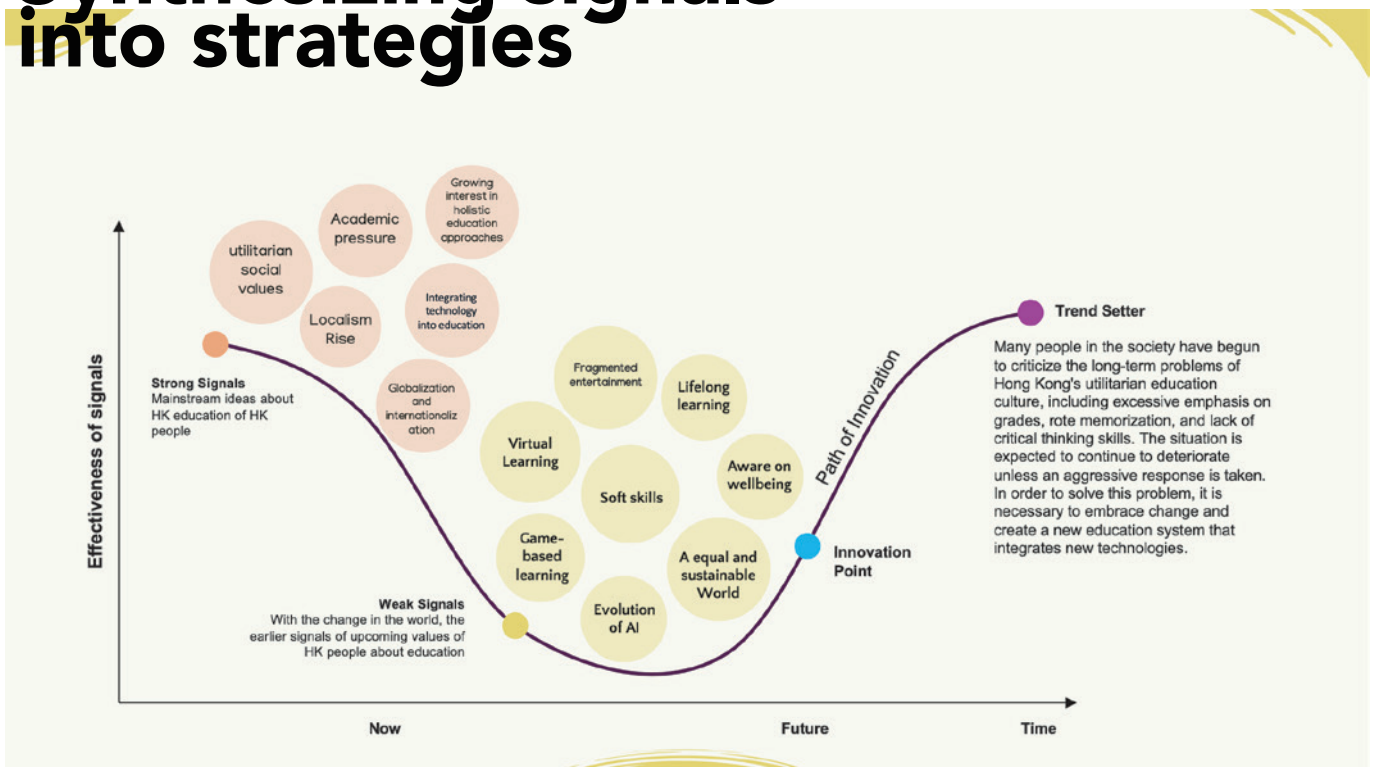 Synthesizing signals
into strategies
Growing
interest in
holistic
education
approaches
Academic
pressure
utilitarian
social
values
Integrating
technology
into education
Localism
Rise
Globalization
and
internationaliz
ation
Strong Signals
Mainstream ideas about
HK education of HK
people
Effectiveness of signals
Fragmented
entertainment
Lifelong
learning
Virtual
Learning
Soft skills
Aware on
wellbeing
Game-
based
learning
A equal and
sustainable
World
Evolution
of AI
Weak Signals
With the change in the world, the
earlier signals of upcoming values of
HK people about education
Path of Innovation
Innovation
Point
Trend Setter
Many people in the society have begun
to criticize the long-term problems of
Hong Kong's utilitarian education
culture, including excessive emphasis on
grades, rote memorization, and lack of
critical thinking skills. The situation is
expected to continue to deteriorate
unless an aggressive response is taken.
In order to solve this problem, it is
necessary to embrace change and
create a new education system that
integrates new technologies.
Now
Future
Time